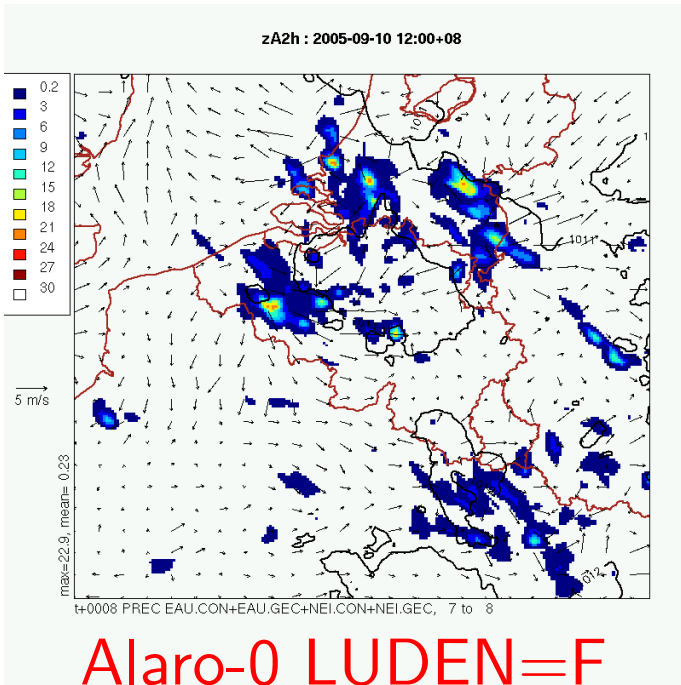 zA2h : 2005-09-10 12:00+08
0.2
3
6
9
12
15
18
21
24
27
30
1011
1012
5 m/s
max=22.9, mean= 0.23
t+0008 PREC EAU.CON+EAU.GEC+NEI.CON+NEI.GEC, 7 to 8
Alaro-0 LUDEN=F